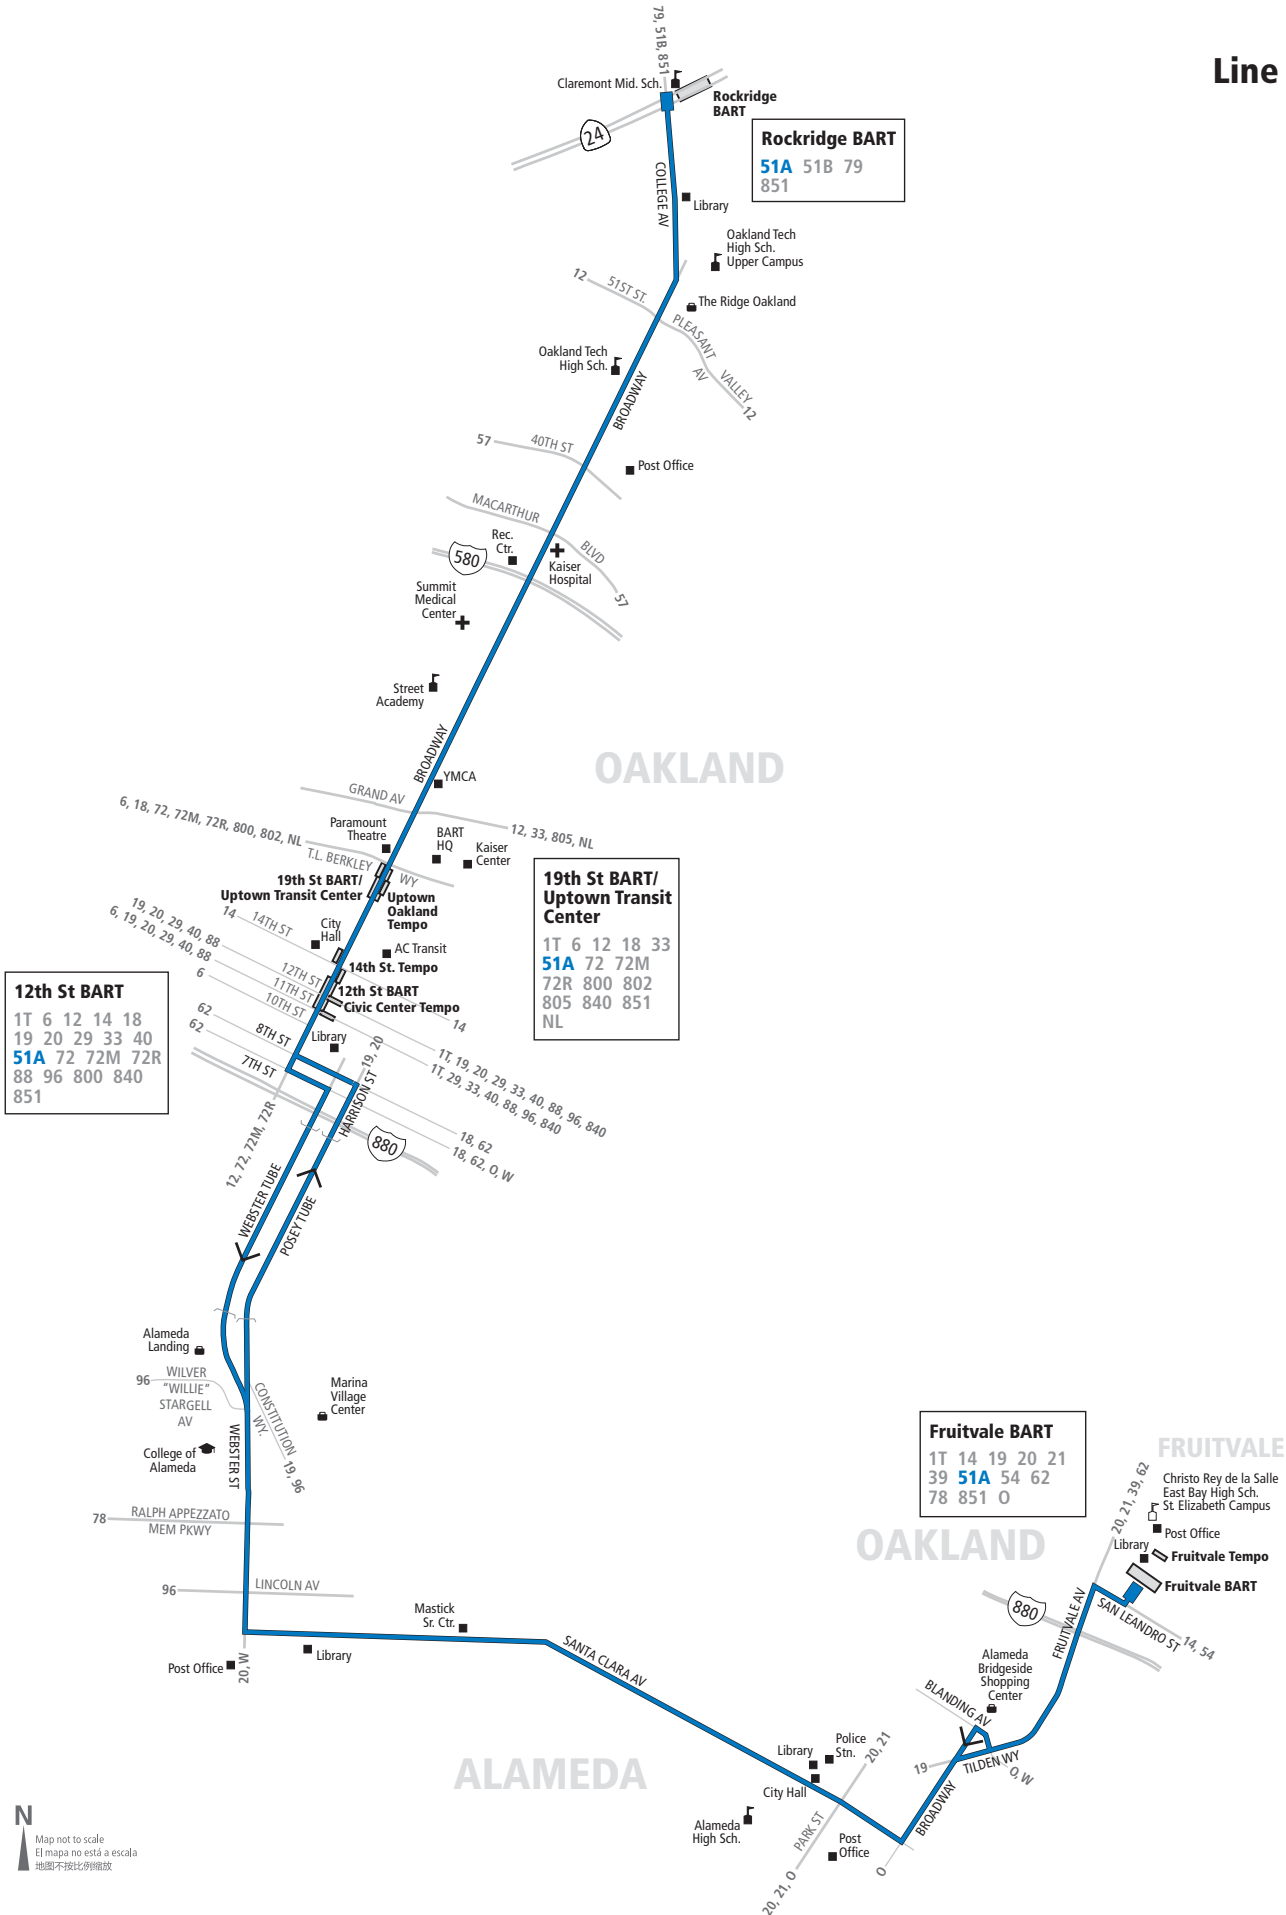 Line
79, 51B, 851
Claremont Mid. Sch.
Rockridge
BART
24
Rockridge BART
51A 51B 79
851
COLLEGE AV
Library
Oakland Tech
High Sch.
Upper Campus
12
51ST ST.
The Ridge Oakland
PLEASANT
VALLEY
AV
12
Oakland Tech
High Sch.
BROADWAY
57
40TH ST
Post Office
MACARTHUR
BLVD
57
Rec.
Ctr.
580
Kaiser
Hospital
Summit
Medical
Center
Street
Academy
BROADWAY
OAKLAND
YMCA
GRAND AV
12, 33, 805, NL
6, 18, 72, 72M, 72R, 800, 802, NL
Paramount
Theatre
BART
HQ
Kaiser
Center
T.L. BERKLEY
WY
19th St BART/
Uptown Transit Center
Uptown
Oakland
Tempo
19th St BART/
Uptown Transit
Center
1T 6 12 18 33
51A 72 72M
72R 800 802
805 840 851
NL
14
14TH ST
City
Hall
AC Transit
19, 20, 29, 40, 88
6, 19, 20, 29, 40, 88
6
12TH ST
11TH ST
10TH ST
14th St. Tempo
12th St BART
Civic Center Tempo
14
12th St BART
1T 6 12 14 18
19 20 29 33 40
51A 72 72M 72R
88 96 800 840
851
62
62
8TH ST
7TH ST
Library
19, 20
1T, 19, 20, 29, 33, 40, 88, 96, 840
1T, 29, 33, 40, 88, 96, 840
HARRISON ST
880
18, 62
18, 62, O, W
12, 72, 72M, 72R
WEBSTER TUBE
POSEY TUBE
Alameda
Landing
96
WILVER
"WILLIE"
STARGELL
AV
Marina
Village
Center
CONSTITUTION
WY.
19, 96
College of
Alameda
WEBSTER ST
78
RALPH APPEZZATO
MEM PKWY
96
LINCOLN AV
Mastick
Sr. Ctr.
Post Office
20, W
Library
SANTA CLARA AV
ALAMEDA
Fruitvale BART
1T 14 19 20 21
39 51A 54 62
78 851 O
FRUITVALE
20, 21, 39, 62
Christo Rey de la Salle
East Bay High Sch.
St. Elizabeth Campus
Post Office
Library
Fruitvale Tempo
Fruitvale BART
OAKLAND
880
FRUITVALE AV
SAN LEANDRO ST
14, 54
Alameda
Bridgeside
Shopping
Center
BLANDING AV
19
TILDEN WY
O, W
BROADWAY
Library
Police
Stn.
20, 21
City Hall
Alameda
High Sch.
PARK ST
Post
Office
20, 21, O
O
N
Map not to scale
El mapa no está a escala
地图不按比例缩放